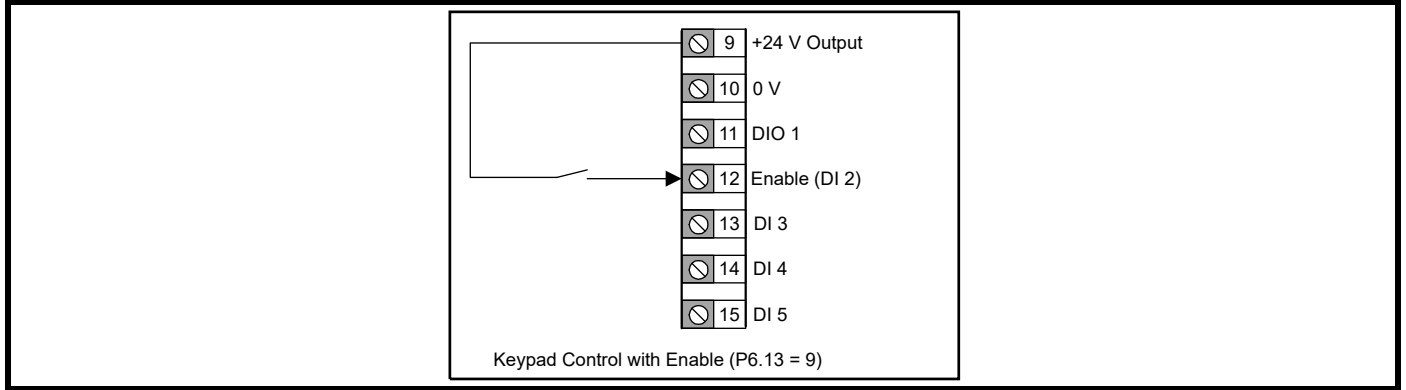 9 +24 V Output
10 0 V
11 DIO 1
12 Enable (DI 2)
13 DI 3
14 DI 4
15 DI 5
Keypad Control with Enable (P6.13 = 9)